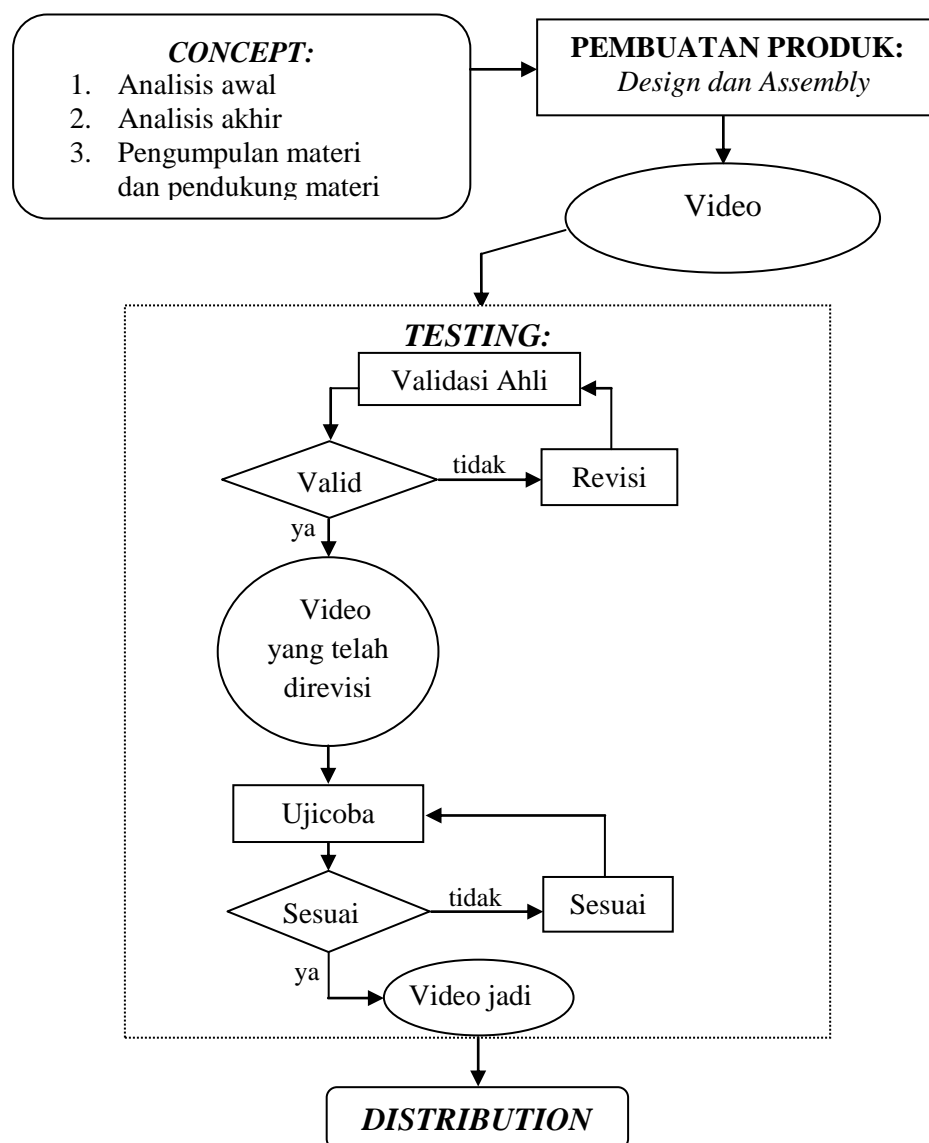 CONCEPT:
1. Analisis awal
2. Analisis akhir
3. Pengumpulan materi
dan pendukung materi
PEMBUATAN PRODUK:
Design dan Assembly
Video
TESTING:
Validasi Ahli
Valid
tidak
Revisi
ya
Video
yang telah
direvisi
Ujicoba
Sesuai
tidak
Sesuai
ya
Video jadi
DISTRIBUTION